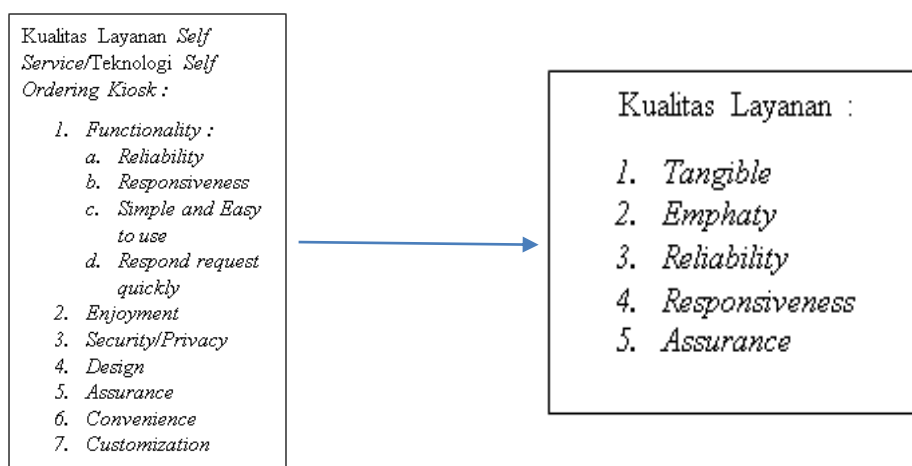 Kualitas Layanan Self
Service/Teknologi Self
Ordering Kiosk :
1. Functionality :
a. Reliability
b. Responsiveness
c. Simple and Easy
to use
d. Respond request
quickly
2. Enjoyment
3. Security/Privacy
4. Design
5. Assurance
6. Convenience
7. Customization
Kualitas Layanan :
1. Tangible
2. Emphaty
3. Reliability
4. Responsiveness
5. Assurance